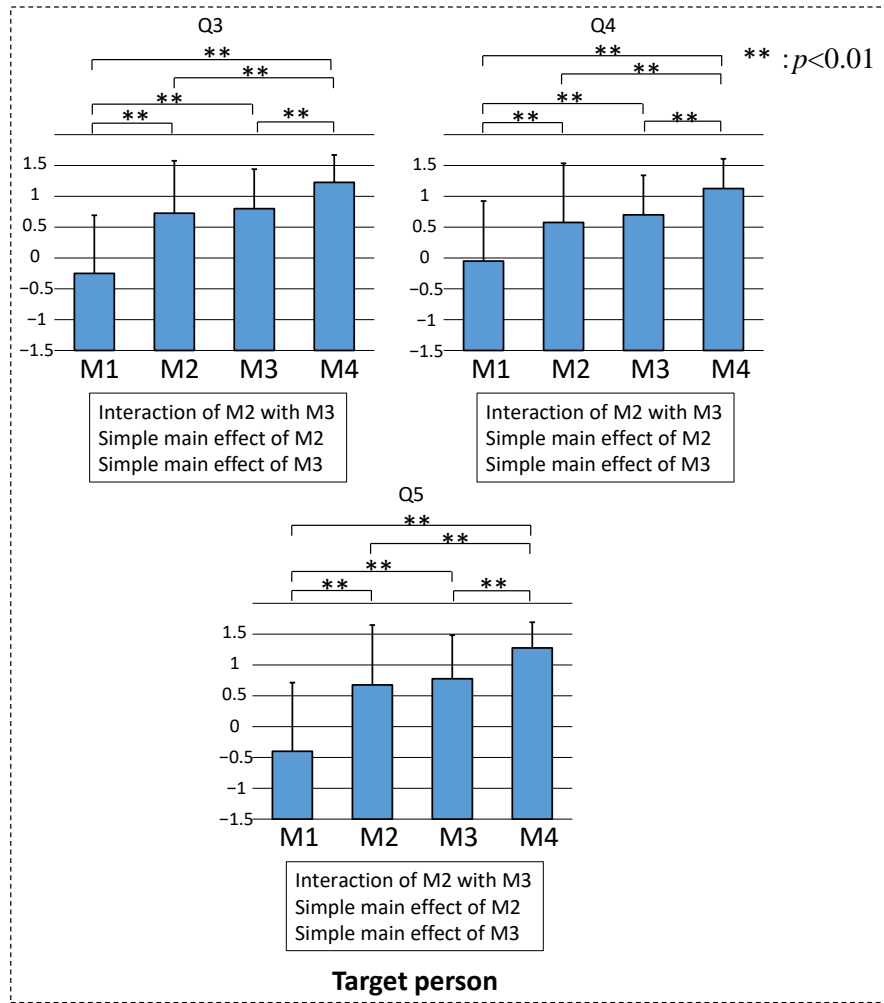 Q3
Q4
** : p<0.01
**
**
**
** **
**
**
**
** **
1.5
1
0.5
0
−0.5
−1
−1.5
M1 M2 M3 M4
1.5
1
0.5
0
−0.5
−1
−1.5
M1 M2 M3 M4
Interaction of M2 with M3
Simple main effect of M2
Simple main effect of M3
Interaction of M2 with M3
Simple main effect of M2
Simple main effect of M3
Q5
**
**
**
** **
1.5
1
0.5
0
−0.5
−1
−1.5
M1 M2 M3 M4
Interaction of M2 with M3
Simple main effect of M2
Simple main effect of M3
Target person